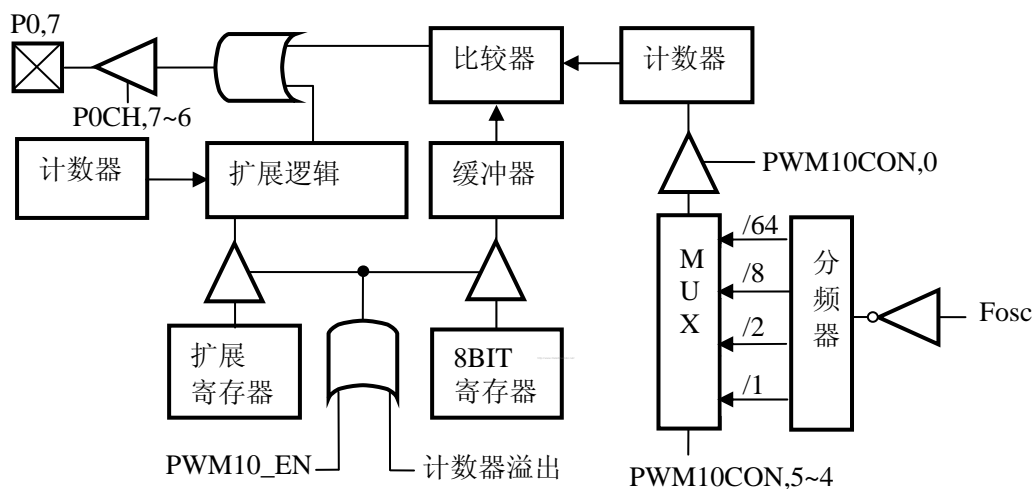 P0,7
P0CH,7~6
比较器
计数器
计数器
扩展逻辑
缓冲器
PWM10CON,0
MUX
/64
/8
/2
/1
分频器
Fosc
扩展
寄存器
8BIT
寄存器
PWM10_EN
计数器溢出
PWM10CON,5~4